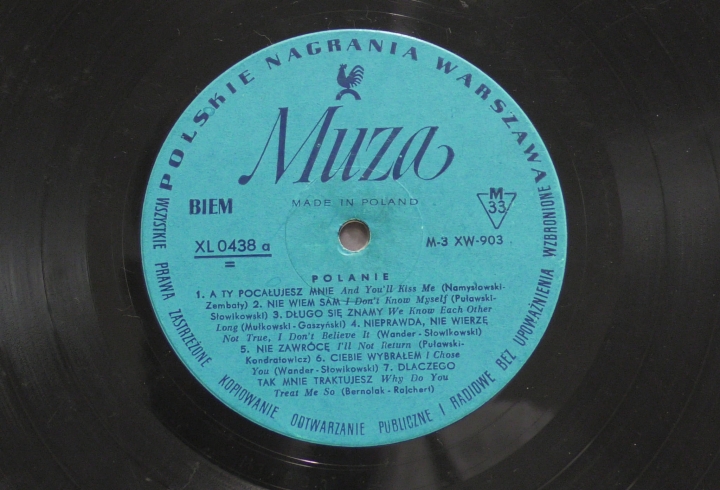 POLSKIE NAGRANIA WARSZAWA
Muza
MADE IN POLAND
BIEM
M
33
XL 0438 a
M-3 XW-903
POLANIE
1. A TY POCAŁUJESZ MNIE And You'll Kiss Me (Namysłowski-
Zembaty) 2. NIE WIEM SAM I Don't Know Myself (Puławski-
Słowikowski) 3. DŁUGO SIĘ ZNAMY We Know Each Other
Long (Mulkowski-Gaszyński) 4. NIEPRAWDA, NIE WIERZĘ
Not True, I Don't Believe It (Wander-Słowikowski)
5. NIE ZAWRÓCĘ I'll Not Return (Puławski-
Kondratowicz) 6. CIEBIE WYBRAŁEM I Chose
You (Wander-Słowikowski) 7. DLACZEGO
TAK MNIE TRAKTUJESZ Why Do You
Treat Me So (Bernolak-Rojchert)
WSZYSTKIE PRAWA ZASTRZEŻONE KOPIOWANIE ODTWARZANIE PUBLICZNE I RADIOWE BEZ UPOWAŻNIENIA WZBRONIONE